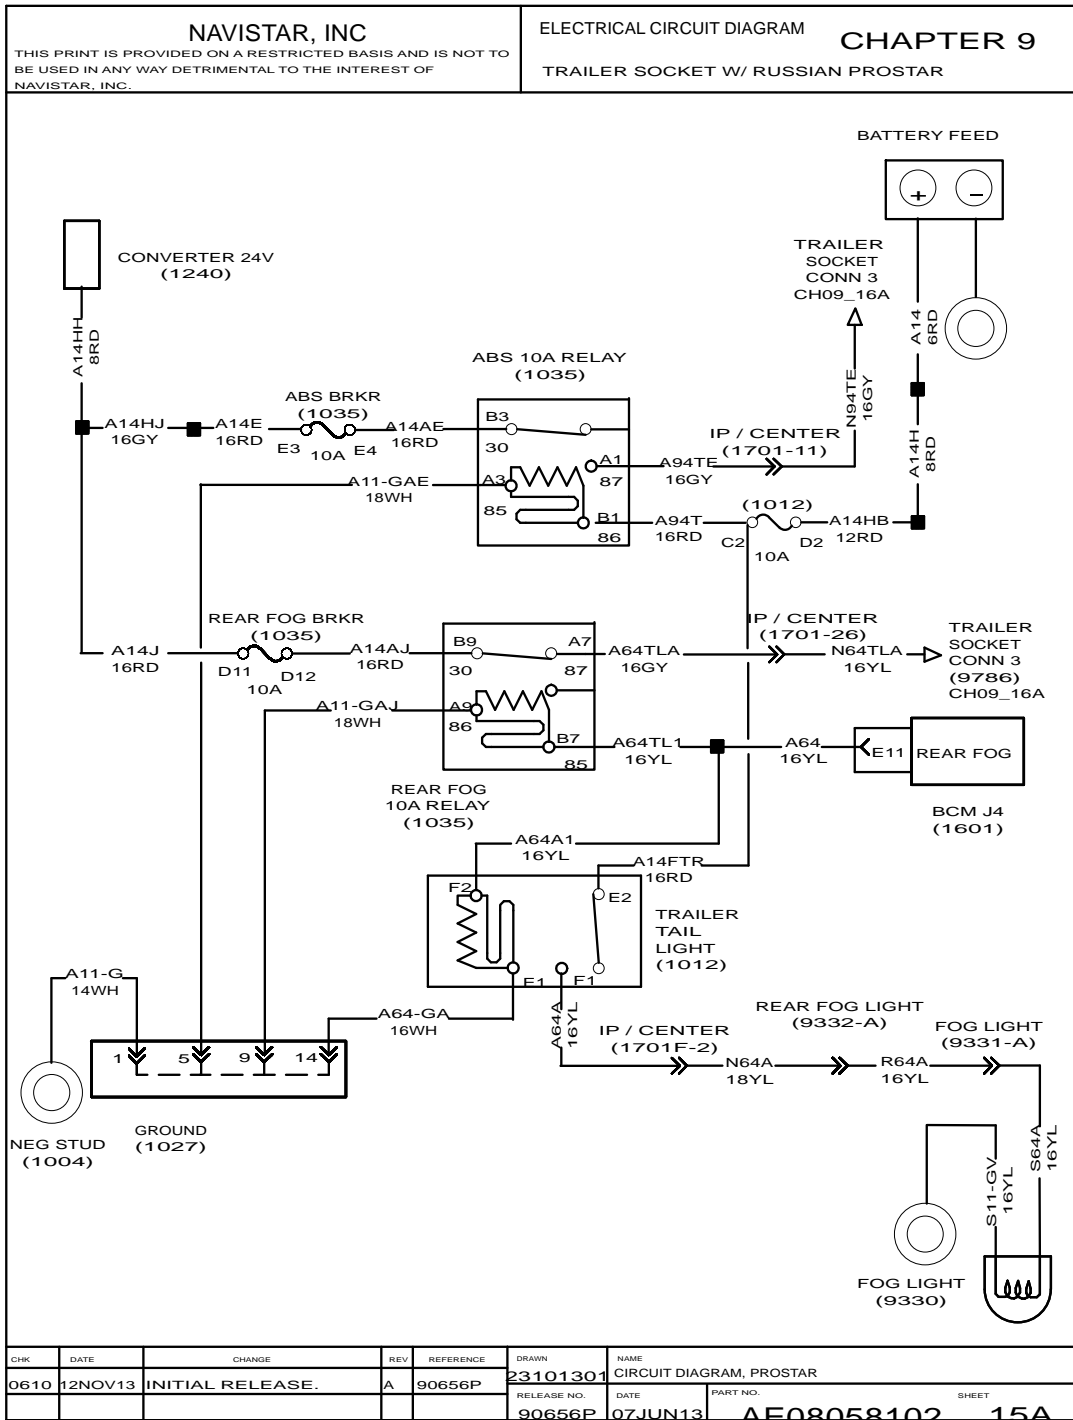 NAVISTAR, INC
THIS PRINT IS PROVIDED ON A RESTRICTED BASIS AND IS NOT TO
BE USED IN ANY WAY DETRIMENTAL TO THE INTEREST OF
NAVISTAR, INC.
ELECTRICAL CIRCUIT DIAGRAM
CHAPTER 9
TRAILER SOCKET W/ RUSSIAN PROSTAR
BATTERY FEED
+ −
CONVERTER 24V
(1240)
A14HH
8RD
TRAILER
SOCKET
CONN 3
CH09_16A
A14
6RD
N94TE
16GY
A14H
8RD
ABS 10A RELAY
(1035)
ABS BRKR
(1035)
A14HJ
16GY
A14E
16RD
E3
10A
E4
A14AE
16RD
B3
30
A1
87
A3
85
B1
86
A11-GAE
18WH
IP / CENTER
(1701-11)
A94TE
16GY
A94T
16RD
(1012)
C2
10A
D2
A14HB
12RD
REAR FOG BRKR
(1035)
A14J
16RD
D11
10A
D12
A14AJ
16RD
B9
30
A7
87
A9
86
B7
85
A11-GAJ
18WH
A64TLA
16GY
IP / CENTER
(1701-26)
N64TLA
16YL
TRAILER
SOCKET
CONN 3
(9786)
CH09_16A
A64TL1
16YL
A64
16YL
E11
REAR FOG
BCM J4
(1601)
REAR FOG
10A RELAY
(1035)
A64A1
16YL
A14FTR
16RD
F2
E2
E1
F1
TRAILER
TAIL
LIGHT
(1012)
A11-G
14WH
A64-GA
16WH
A64A
16YL
IP / CENTER
(1701F-2)
REAR FOG LIGHT
(9332-A)
FOG LIGHT
(9331-A)
N64A
18YL
R64A
16YL
1 5 9 14
NEG STUD
(1004)
GROUND
(1027)
S11-GV
16YL
S64A
16YL
FOG LIGHT
(9330)
CHK DATE CHANGE REV REFERENCE
0610 12NOV13 INITIAL RELEASE. A 90656P
DRAWN
23101301
NAME
CIRCUIT DIAGRAM, PROSTAR
RELEASE NO.
90656P
DATE
07JUN13
PART NO.
AE08058102
SHEET
15A